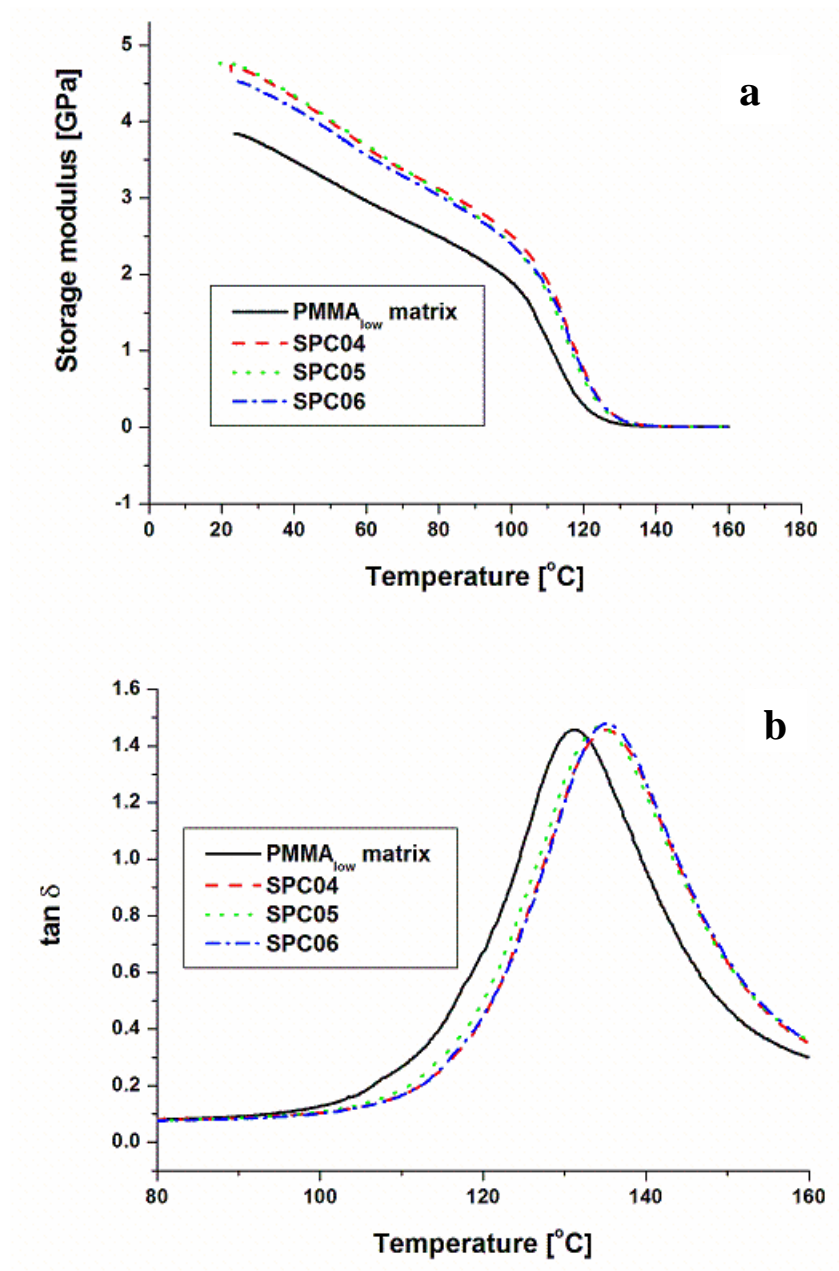 a
5
4
3
2
1
0
-1
Storage modulus [GPa]
PMMAlow matrix
SPC04
SPC05
SPC06
0 20 40 60 80 100 120 140 160 180
Temperature [oC]
b
1.6
1.4
1.2
1.0
0.8
0.6
0.4
0.2
0.0
tan δ
PMMAlow matrix
SPC04
SPC05
SPC06
80 100 120 140 160
Temperature [oC]